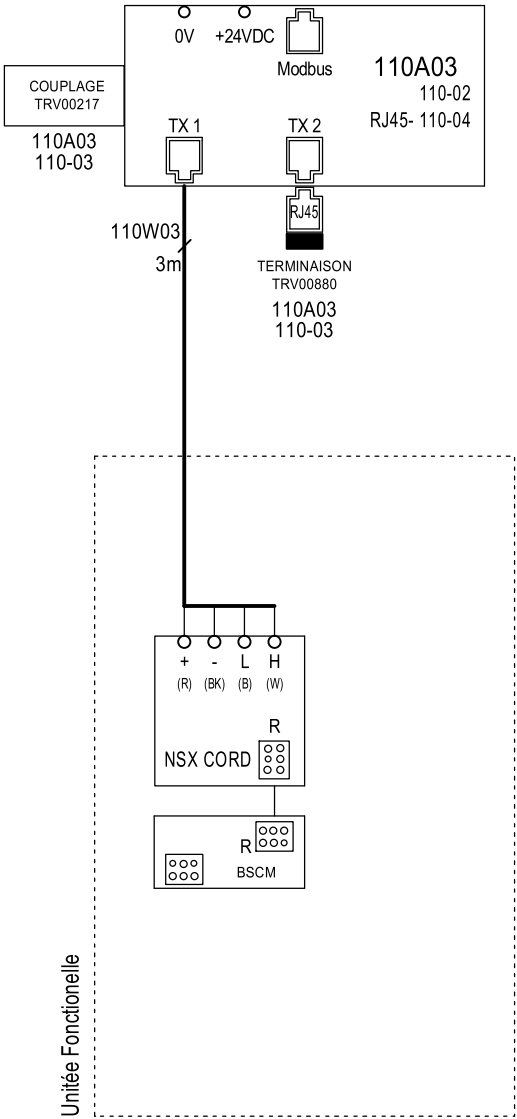 0V +24VDC
Modbus
110A03
110-02
RJ45- 110-04
COUPLAGE
TRV00217
110A03
110-03
TX 1 TX 2
RJ45
110W03
3m
TERMINAISON
TRV00880
110A03
110-03
+ - L H
(R) (BK) (B) (W)
R
NSX CORD
R
BSCM
Unitée Fonctionelle